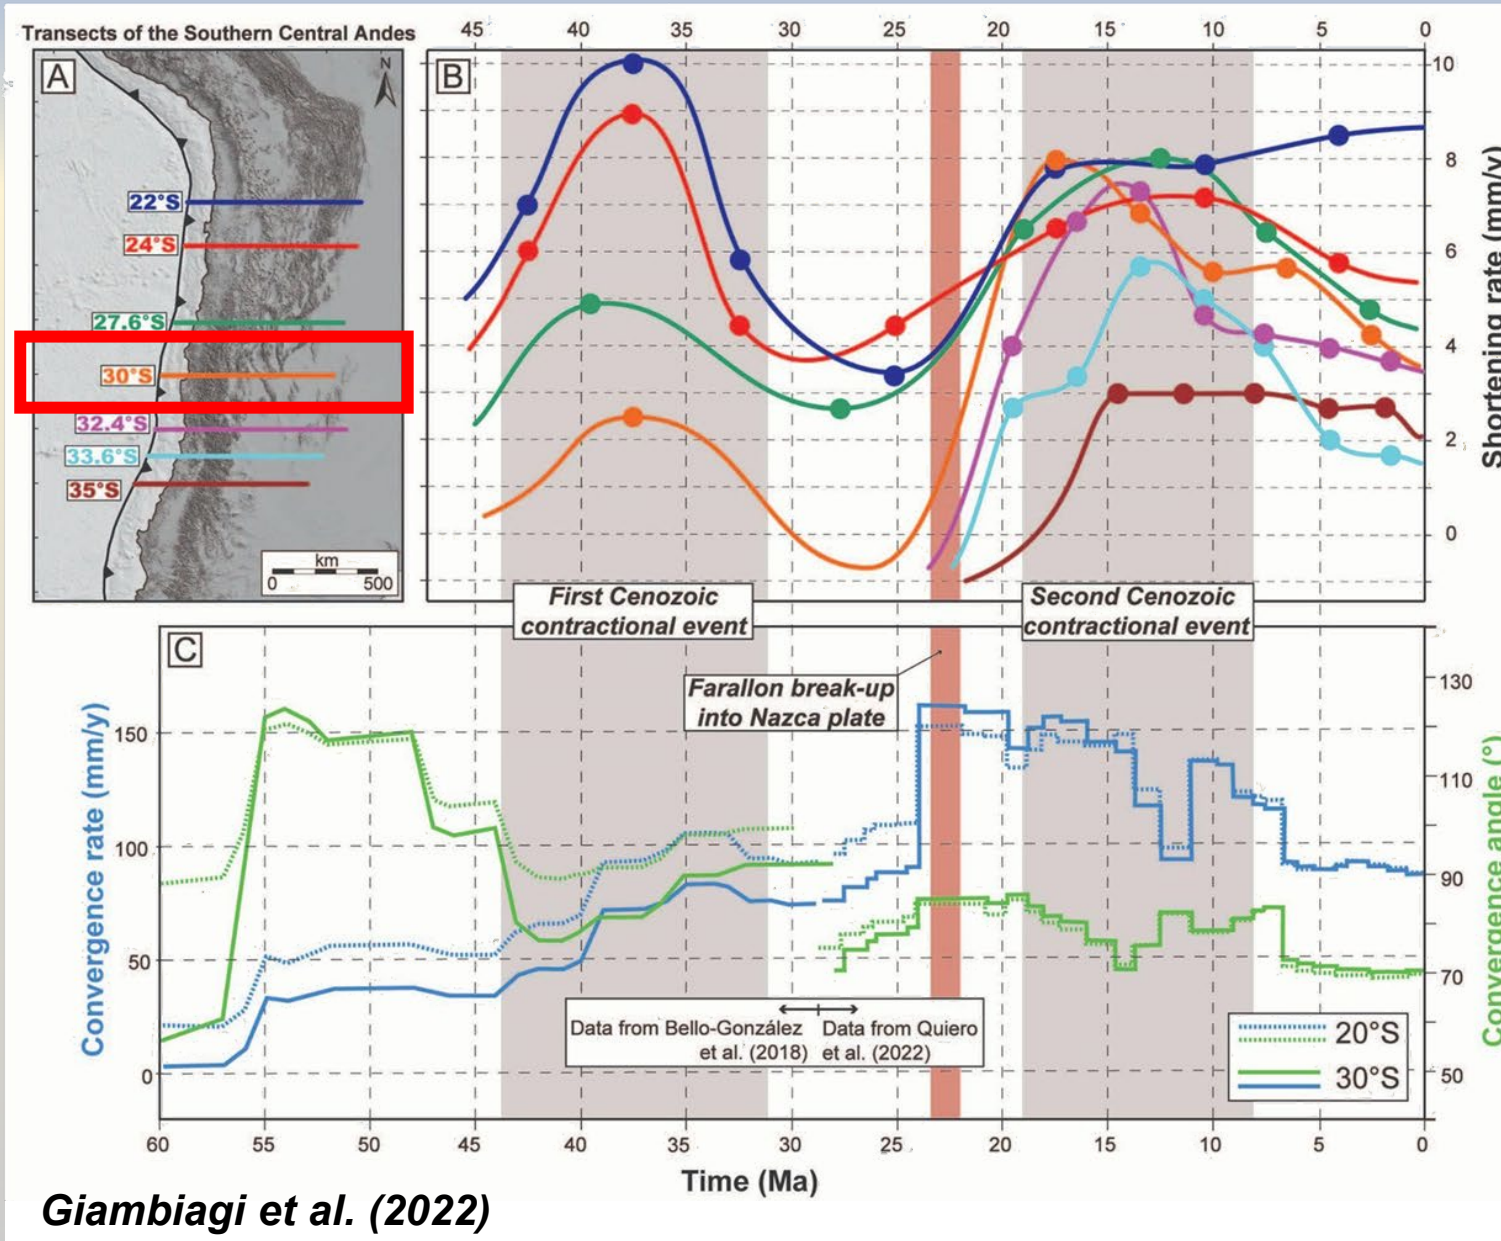 Transects of the Southern Central Andes
A
N
22°S
24°S
27.6°S
30°S
32.4°S
33.6°S
35°S
km
0 500
45 40 35 30 25 20 15 10 5 0
B
10
8
6
4
2
0
Shortening rate (mm/y)
First Cenozoic
contractional event
Second Cenozoic
contractional event
C
Farallon break-up
into Nazca plate
Convergence rate (mm/y)
150
100
50
0
130
110
90
70
50
Convergence angle (°)
Data from Bello-González
et al. (2018)
Data from Quiero
et al. (2022)
20°S
30°S
60 55 50 45 40 35 30 25 20 15 10 5 0
Time (Ma)
Giambiagi et al. (2022)